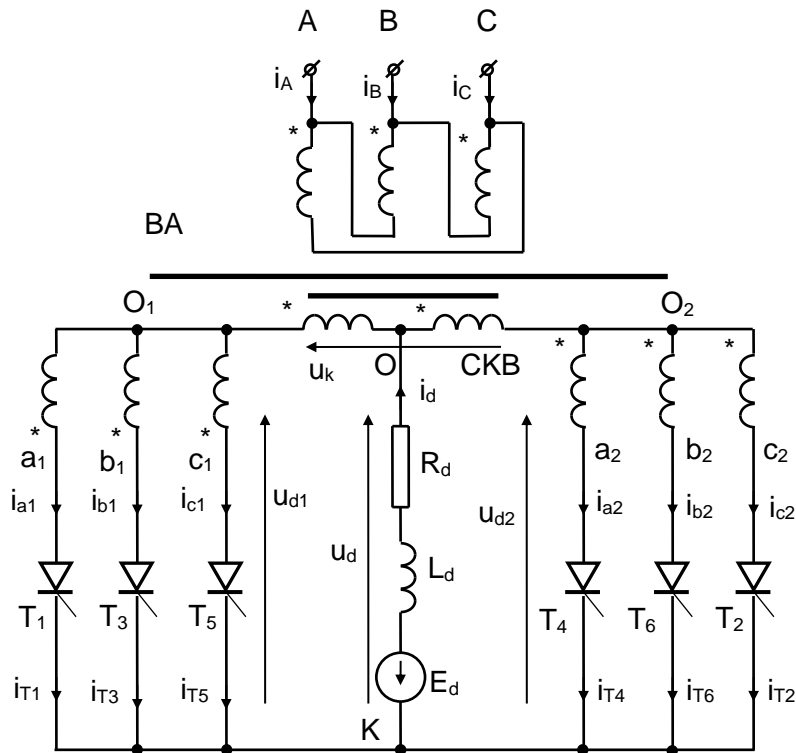 A B C
iA iB iC
* * *
BA
O1 * * O2
uk O CKB
* * *
id
* * *
a1 b1 c1 a2 b2 c2
Rd
ia1 ib1 ic1 ud1 ud2 ia2 ib2 ic2
ud Ld
T1 T3 T5 T4 T6 T2
iT1 iT3 iT5 Ed iT4 iT6 iT2
K